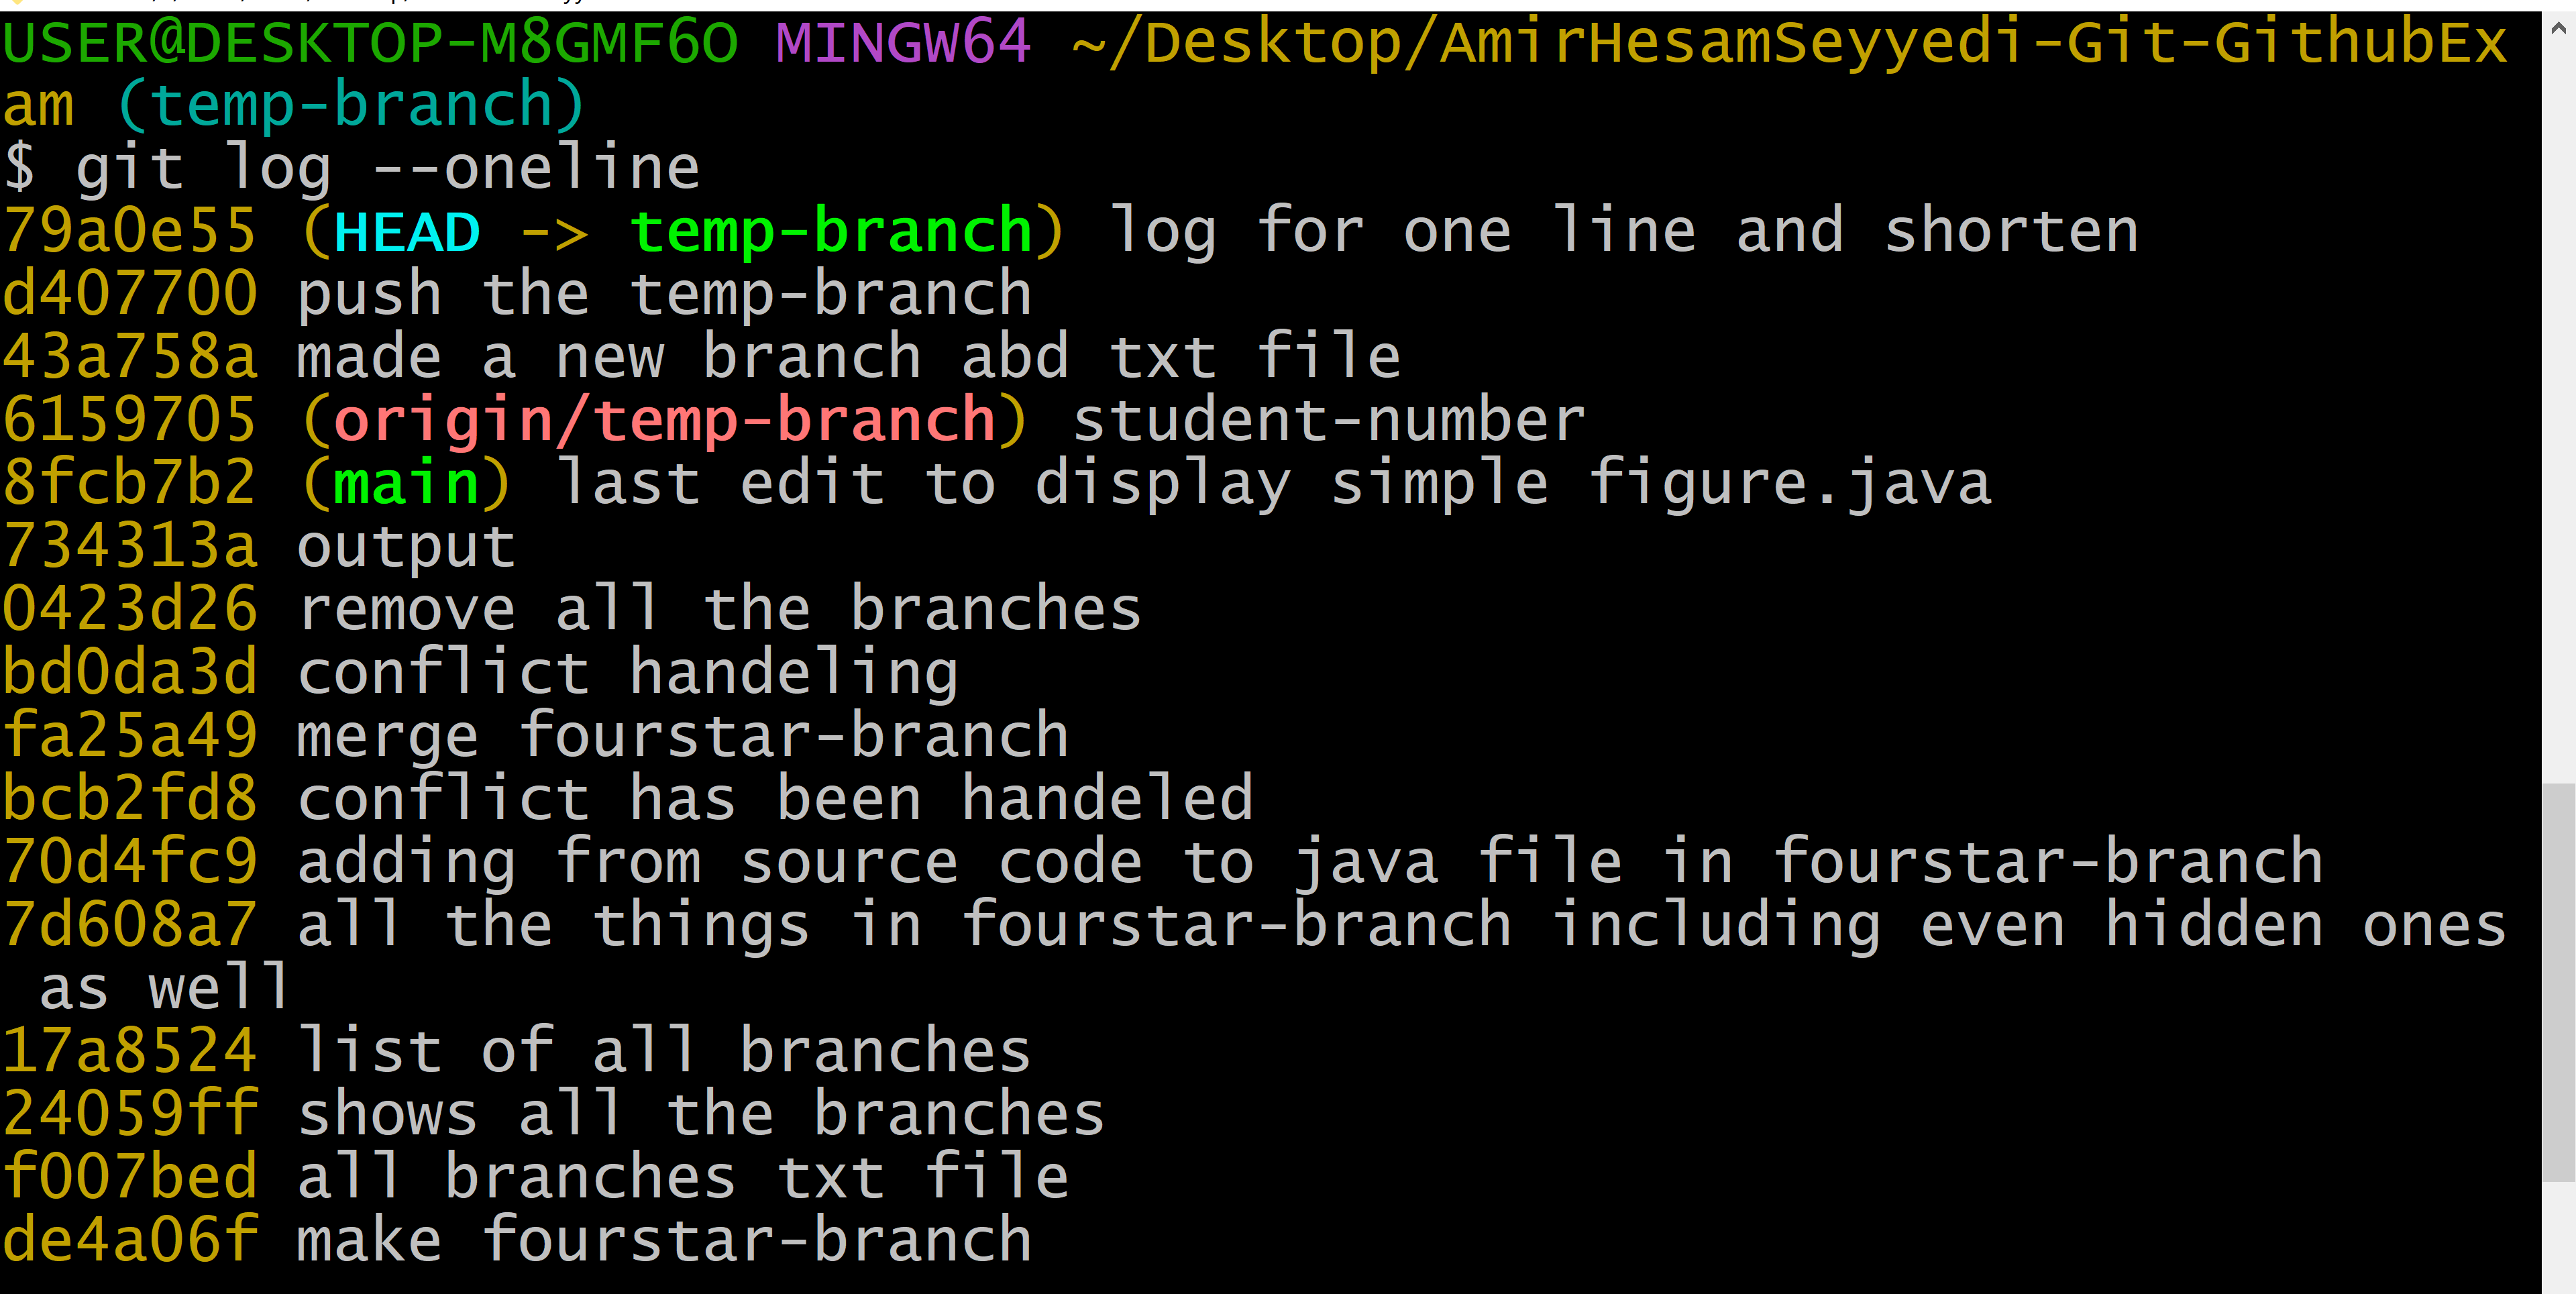 USER@DESKTOP-M8GMF6O MINGW64 ~/Desktop/AmirHesamSeyyedi-Git-GithubEx
am (temp-branch)
$ git log --oneline
79a0e55 (HEAD -> temp-branch) log for one line and shorten
d407700 push the temp-branch
43a758a made a new branch abd txt file
6159705 (origin/temp-branch) student-number
8fcb7b2 (main) last edit to display simple figure.java
734313a output
0423d26 remove all the branches
bd0da3d conflict handeling
fa25a49 merge fourstar-branch
bcb2fd8 conflict has been handeled
70d4fc9 adding from source code to java file in fourstar-branch
7d608a7 all the things in fourstar-branch including even hidden ones
 as well
17a8524 list of all branches
24059ff shows all the branches
f007bed all branches txt file
de4a06f make fourstar-branch